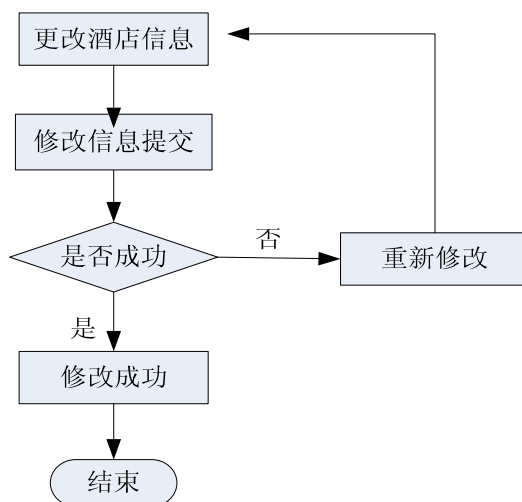 更改酒店信息
修改信息提交
是否成功
否
重新修改
是
修改成功
结束